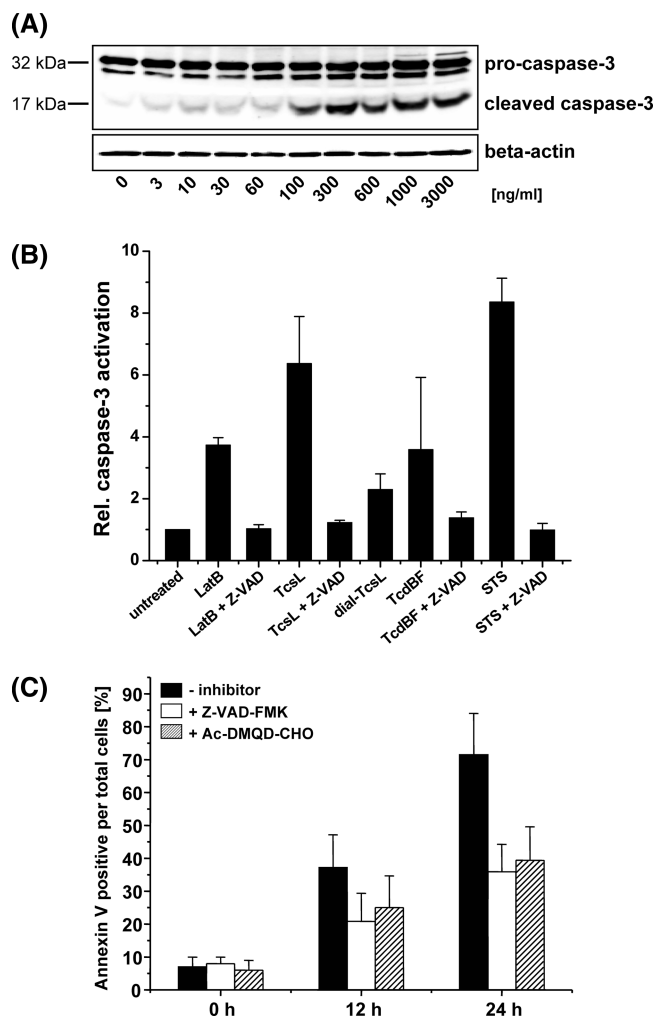 (A)
32 kDa
pro-caspase-3
17 kDa
cleaved caspase-3
beta-actin
0 3 10 30 60 100 300 600 1000 3000 [ng/ml]
(B)
Rel. caspase-3 activation
10
8
6
4
2
0
untreated
LatB
LatB + Z-VAD
TcsL
TcsL + Z-VAD
dial-TcsL
TcdBF
TcdBF + Z-VAD
STS
STS + Z-VAD
(C)
Annexin V positive per total cells [%]
90
80
70
60
50
40
30
20
10
0
- inhibitor
+ Z-VAD-FMK
+ Ac-DMQD-CHO
0 h 12 h 24 h